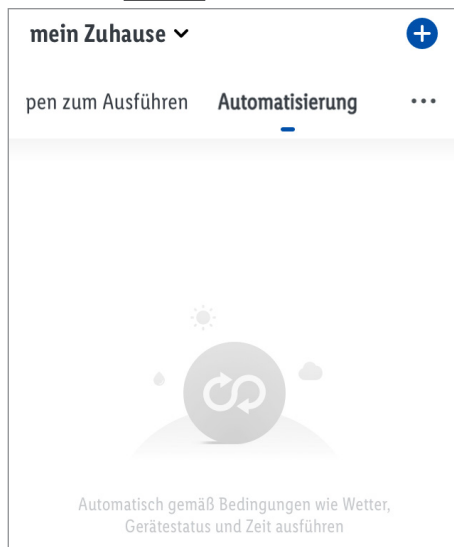 mein Zuhause
pen zum Ausführen Automatisierung
Automatisch gemäß Bedingungen wie Wetter,
Gerätestatus und Zeit ausführen